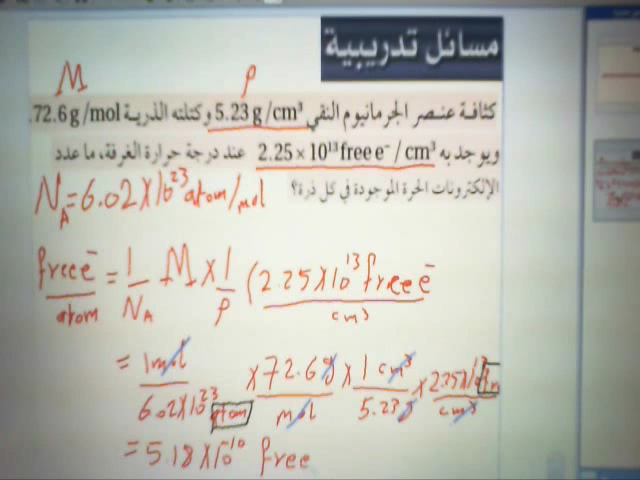 مسائل تدريبية
M ρ
كثافة عنصر الجرمانيوم النقي 5.23 g/cm³ وكتلته الذرية 72.6 g/mol.
ويوجد به 2.25 × 10¹³ free e⁻/cm³ عند درجة حرارة الغرفة، ما عدد
الإلكترونات الحرة الموجودة في كل ذرة؟
N_A = 6.02 × 10²³ atom/mol
free e⁻/atom = 1/N_A M × 1/ρ (2.25 × 10¹³ free e⁻/cm³
= 1 mol/6.02 × 10²³ atom × 72.6 g/mol × 1 cm³/5.23 g × 2.25 × 10¹³ /cm³
= 5.18 × 10⁻¹⁰ free